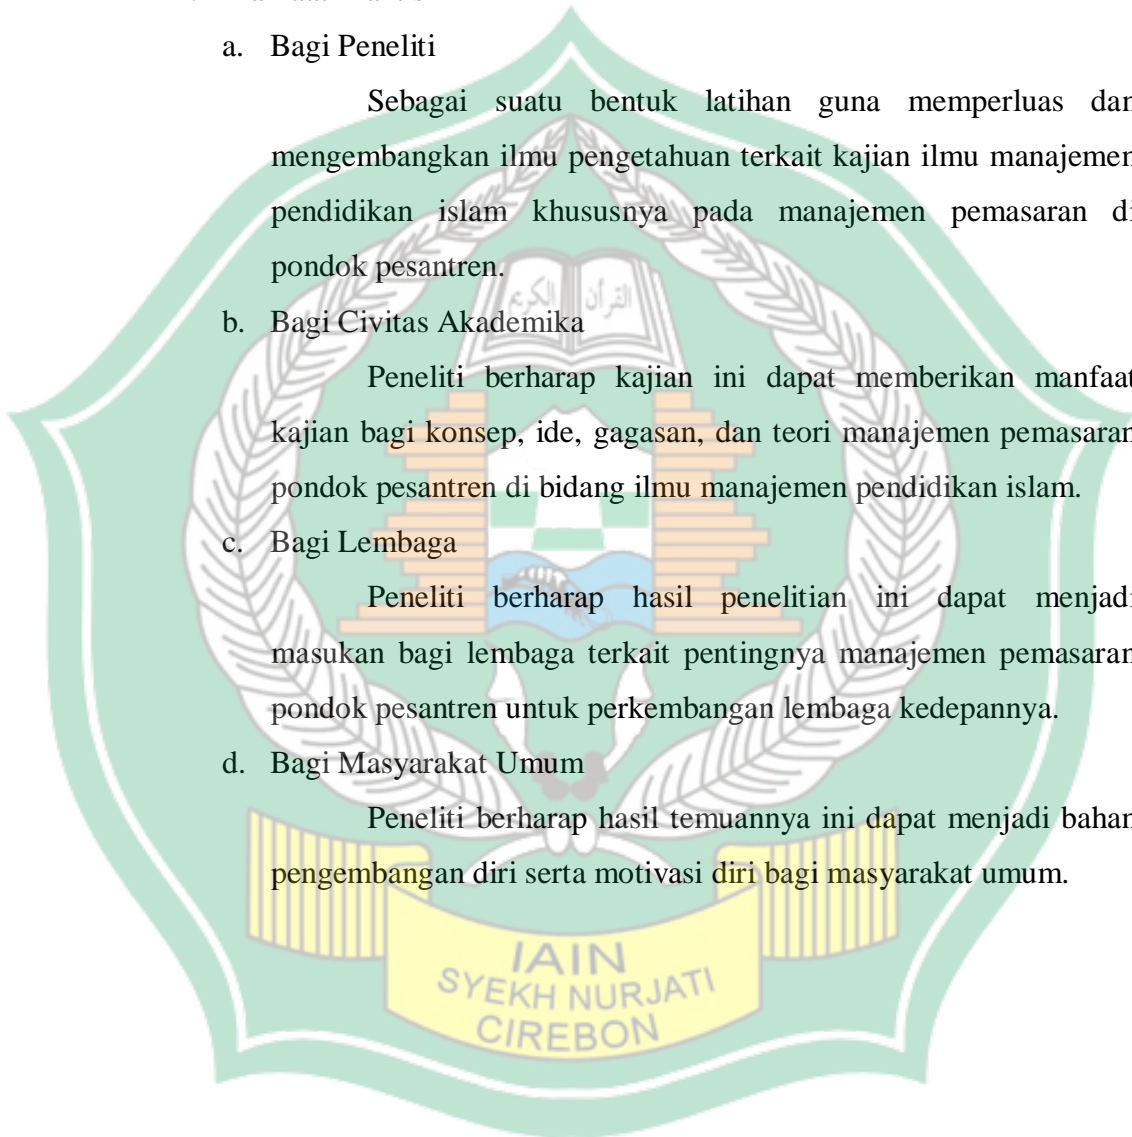 a. Bagi Peneliti
Sebagai suatu bentuk latihan guna memperluas dan
mengembangkan ilmu pengetahuan terkait kajian ilmu manajemen
pendidikan islam khususnya pada manajemen pemasaran di
pondok pesantren.
القرآن الكريم
b. Bagi Civitas Akademika
Peneliti berharap kajian ini dapat memberikan manfaat
kajian bagi konsep, ide, gagasan, dan teori manajemen pemasaran
pondok pesantren di bidang ilmu manajemen pendidikan islam.
c. Bagi Lembaga
Peneliti berharap hasil penelitian ini dapat menjadi
masukan bagi lembaga terkait pentingnya manajemen pemasaran
pondok pesantren untuk perkembangan lembaga kedepannya.
d. Bagi Masyarakat Umum
Peneliti berharap hasil temuannya ini dapat menjadi bahan
pengembangan diri serta motivasi diri bagi masyarakat umum.
IAIN
SYEKH NURJATI
CIREBON